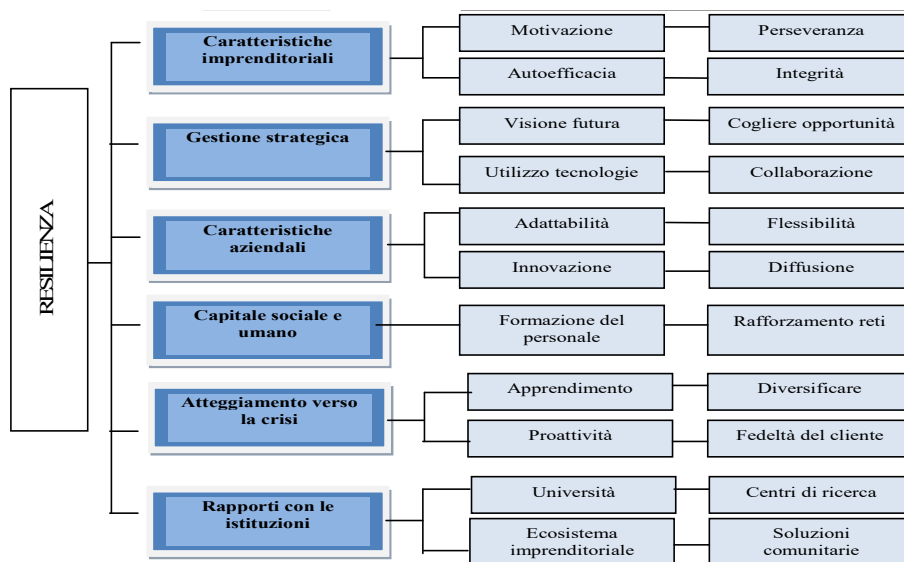 RESILIENZA
Caratteristiche
imprenditoriali
Motivazione
Perseveranza
Autoefficacia
Integrità
Gestione strategica
Visione futura
Cogliere opportunità
Utilizzo tecnologie
Collaborazione
Caratteristiche
aziendali
Adattabilità
Flessibilità
Innovazione
Diffusione
Capitale sociale e
umano
Formazione del
personale
Rafforzamento reti
Atteggiamento verso
la crisi
Apprendimento
Diversificare
Proattività
Fedeltà del cliente
Rapporti con le
istituzioni
Università
Centri di ricerca
Ecosistema
imprenditoriale
Soluzioni
comunitarie